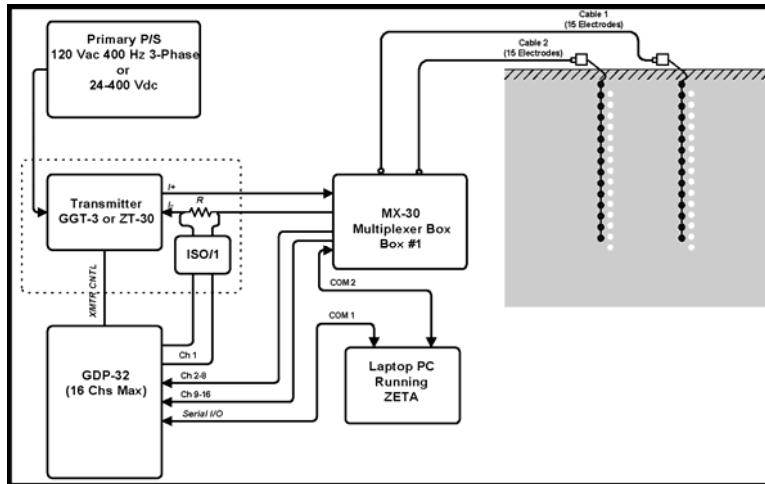 Cable 1
(15 Electrodes)
Cable 2
(15 Electrodes)
Primary P/S
120 Vac 400 Hz 3-Phase
or
24-400 Vdc
Transmitter
GGT-3 or ZT-30
I+
I-
R
ISO/1
MX-30
Multiplexer Box
Box #1
XMTR CNTL
COM 2
COM 1
GDP-32
(16 Chs Max)
Ch 1
Ch 2-8
Ch 9-16
Serial I/O
Laptop PC
Running
ZETA